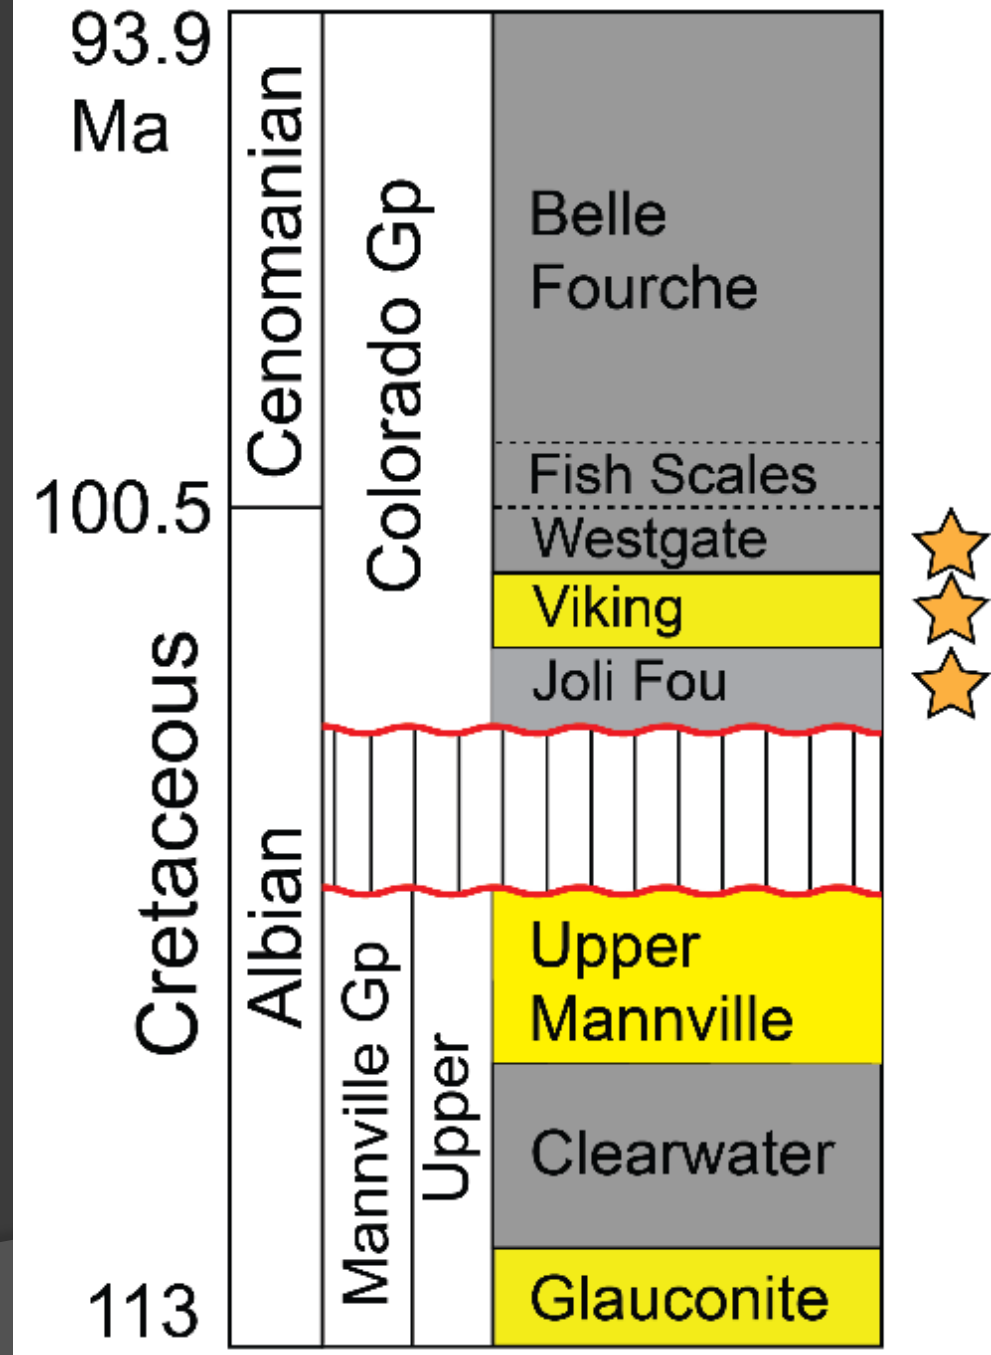 93.9
Ma
100.5
113
Cretaceous
Cenomanian
Albian
Colorado Gp
Mannville Gp
Upper
Belle
Fourche
Fish Scales
Westgate
Viking
Joli Fou
Upper
Mannville
Clearwater
Glauconite